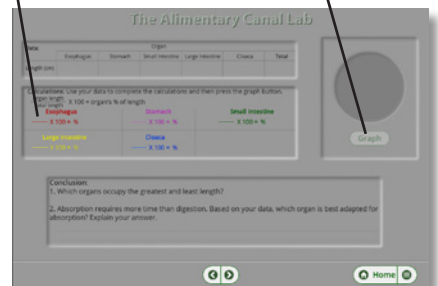 The Alimentary Canal Lab
Data:
Organ
Esophagus Stomach Small Intestine Large Intestine Cloaca Total
Length (cm)
Calculations: Use your data to complete the calculations and then press the graph button.
Organ length X 100 = organ's % of length
Total length
Esophagus Stomach Small Intestine
X 100 = % X 100 = % X 100 = %
Large Intestine Cloaca
X 100 = % X 100 = %
Graph
Conclusion:
1. Which organs occupy the greatest and least length?
2. Absorption requires more time than digestion. Based on your data, which organ is best adapted for
absorption? Explain your answer.
Home